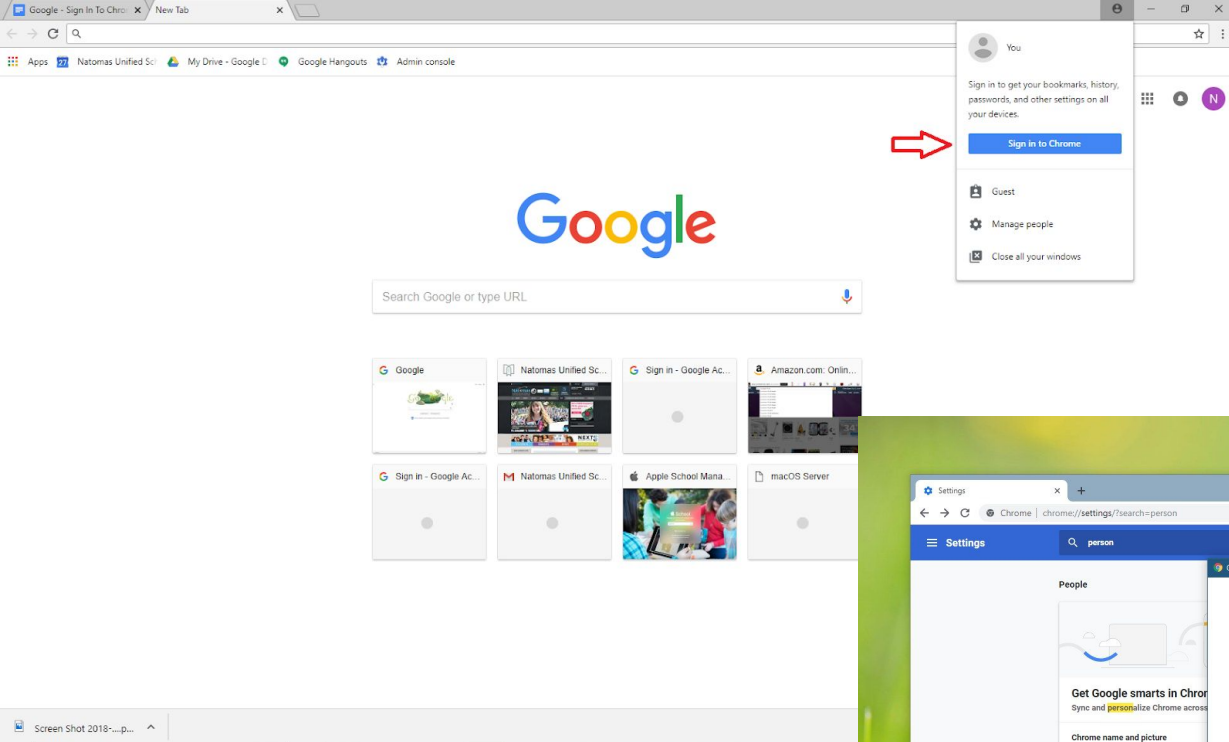 Google - Sign In To Chro
New Tab
Apps
27
Natomas Unified Sc
My Drive - Google D
Google Hangouts
Admin console
You
Sign in to get your bookmarks, history,
passwords, and other settings on all
your devices.
N
Sign in to Chrome
Guest
Manage people
Close all your windows
Google
Search Google or type URL
Google
Natomas Unified Sc...
Sign in - Google Ac...
Amazon.com: Onlin...
NEXT
Sign in - Google Ac...
Natomas Unified Sc...
Apple School Mana...
macOS Server
School
Settings
Chrome | chrome://settings/?search=person
Settings
person
People
Get Google smarts in Chror
Sync and personalize Chrome across
Chrome name and picture
Screen Shot 2018-....p...